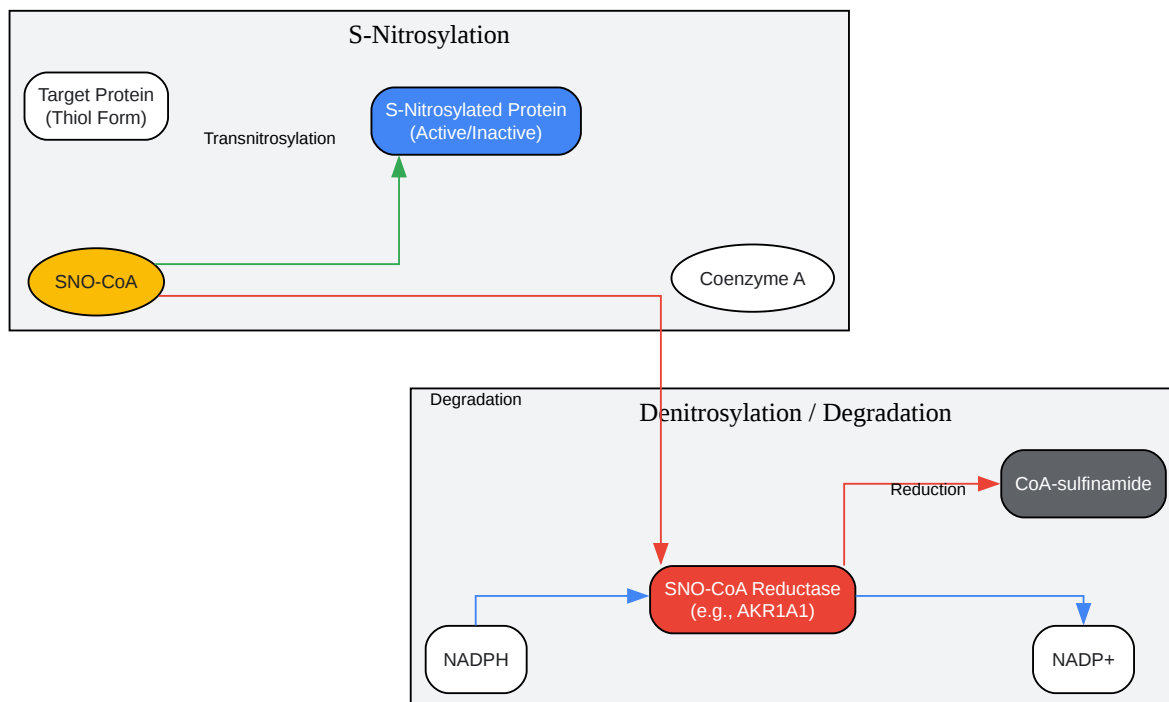 S-Nitrosylation
Target Protein
(Thiol Form)
S-Nitrosylated Protein
(Active/Inactive)
Transnitrosylation
SNO-CoA
Coenzyme A
Degradation
Denitrosylation / Degradation
CoA-sulfinamide
Reduction
SNO-CoA Reductase
(e.g., AKR1A1)
NADPH
NADP+